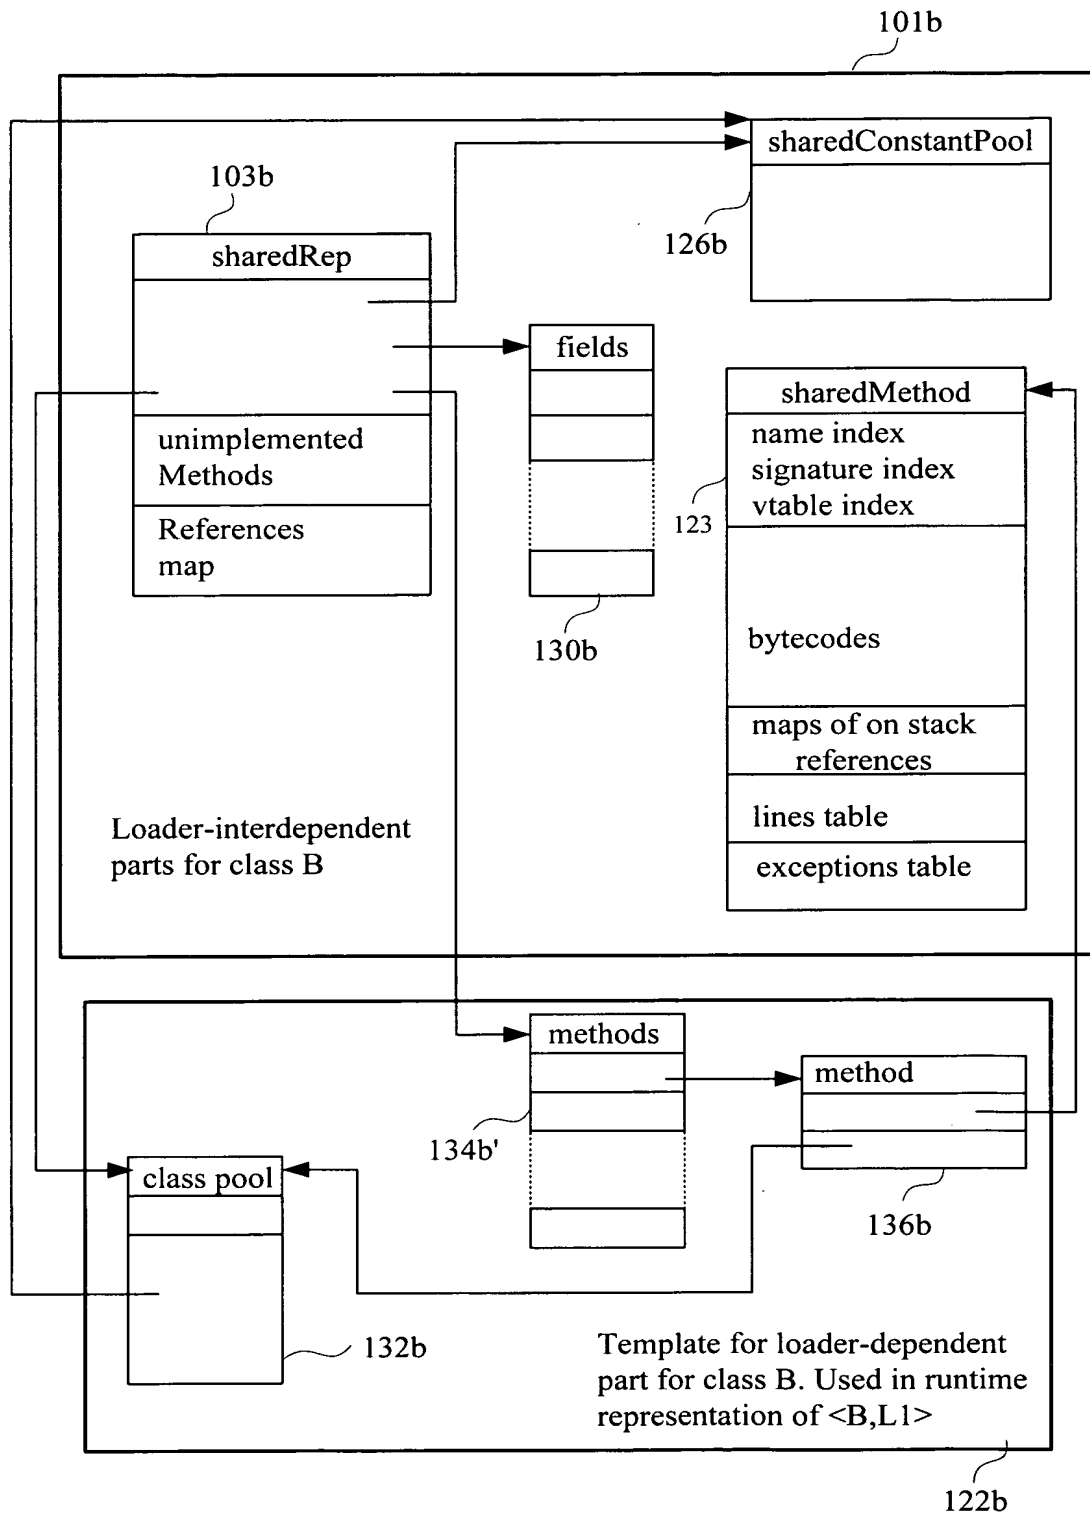 101b
sharedConstantPool
103b
126b
sharedRep
fields
sharedMethod
unimplemented
Methods
name index
signature index
vtable index
123
References
map
130b
bytecodes
maps of on stack
references
Loader-interdependent
parts for class B
lines table
exceptions table
methods
method
134b'
class pool
136b
132b
Template for loader-dependent
part for class B. Used in runtime
representation of <B,L1>
122b